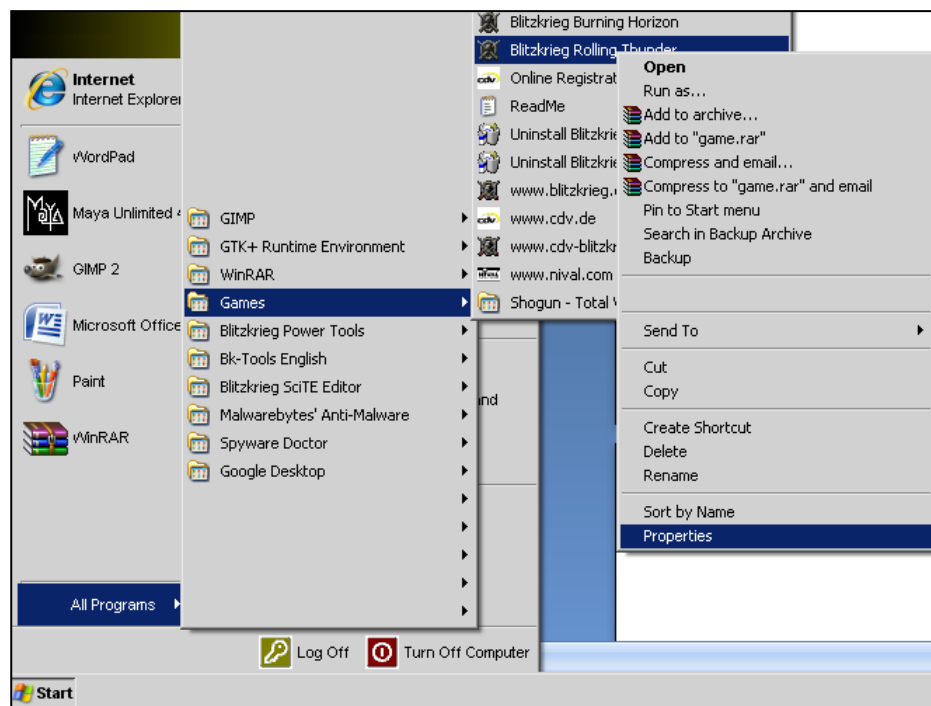 Internet
Internet Explorer
WordPad
Maya Unlimited 4
GIMP 2
Microsoft Office
Paint
WinRAR
All Programs
Log Off
Turn Off Computer
Start
GIMP
GTK+ Runtime Environment
WinRAR
Games
Blitzkrieg Power Tools
Bk-Tools English
Blitzkrieg SciTE Editor
Malwarebytes' Anti-Malware
Spyware Doctor
Google Desktop
and
Blitzkrieg Burning Horizon
Blitzkrieg Rolling Thunder
Online Registrat
ReadMe
Uninstall Blitzkrie
Uninstall Blitzkrie
www.blitzkrieg.
www.cdv.de
www.cdv-blitzkr
www.nival.com
Shogun - Total
Open
Run as...
Add to archive...
Add to "game.rar"
Compress and email...
Compress to "game.rar" and email
Pin to Start menu
Search in Backup Archive
Backup
Send To
Cut
Copy
Create Shortcut
Delete
Rename
Sort by Name
Properties